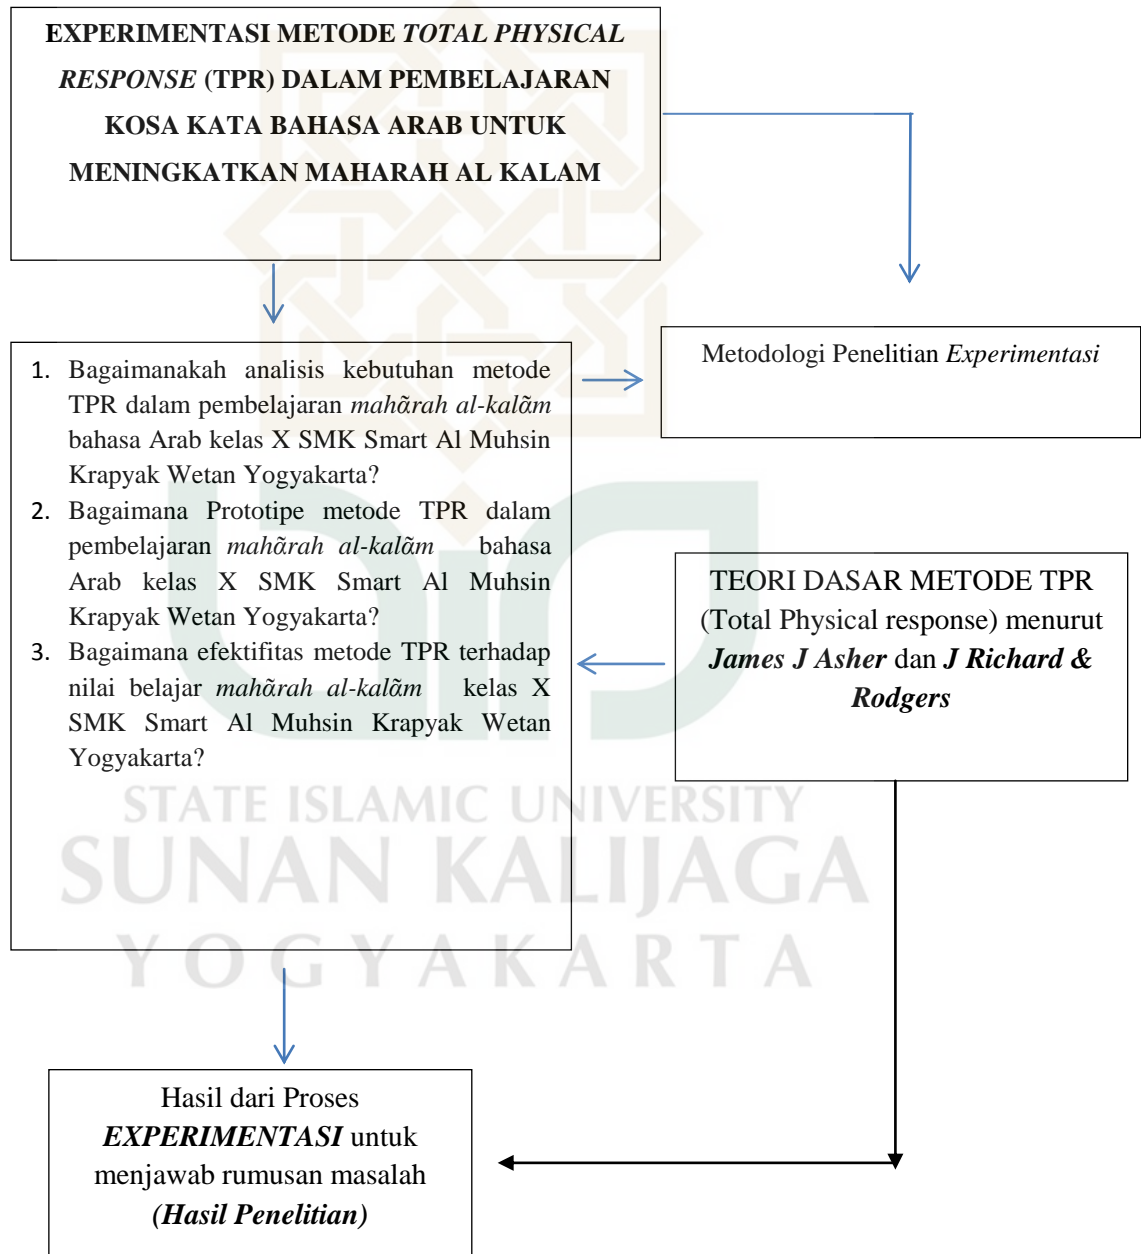 EXPERIMENTASI METODE TOTAL PHYSICAL
RESPONSE (TPR) DALAM PEMBELAJARAN
KOSA KATA BAHASA ARAB UNTUK
MENINGKATKAN MAHARAH AL KALAM
Metodologi Penelitian Experimentasi
1. Bagaimanakah analisis kebutuhan metode
TPR dalam pembelajaran mahãrah al-kalãm
bahasa Arab kelas X SMK Smart Al Muhsin
Krapyak Wetan Yogyakarta?
2. Bagaimana Prototipe metode TPR dalam
pembelajaran mahãrah al-kalãm bahasa
Arab kelas X SMK Smart Al Muhsin
Krapyak Wetan Yogyakarta?
3. Bagaimana efektifitas metode TPR terhadap
nilai belajar mahãrah al-kalãm kelas X
SMK Smart Al Muhsin Krapyak Wetan
Yogyakarta?
TEORI DASAR METODE TPR
(Total Physical response) menurut
James J Asher dan J Richard &
Rodgers
STATE ISLAMIC UNIVERSITY
SUNAN KALIJAGA
YOGYAKARTA
Hasil dari Proses
EXPERIMENTASI untuk
menjawab rumusan masalah
(Hasil Penelitian)